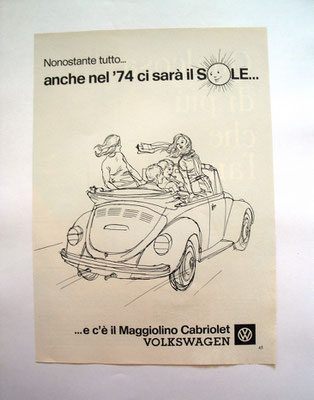 Nonostante tutto...
anche nel '74 ci sarà il SOLE...
...e c'è il Maggiolino Cabriolet
VOLKSWAGEN